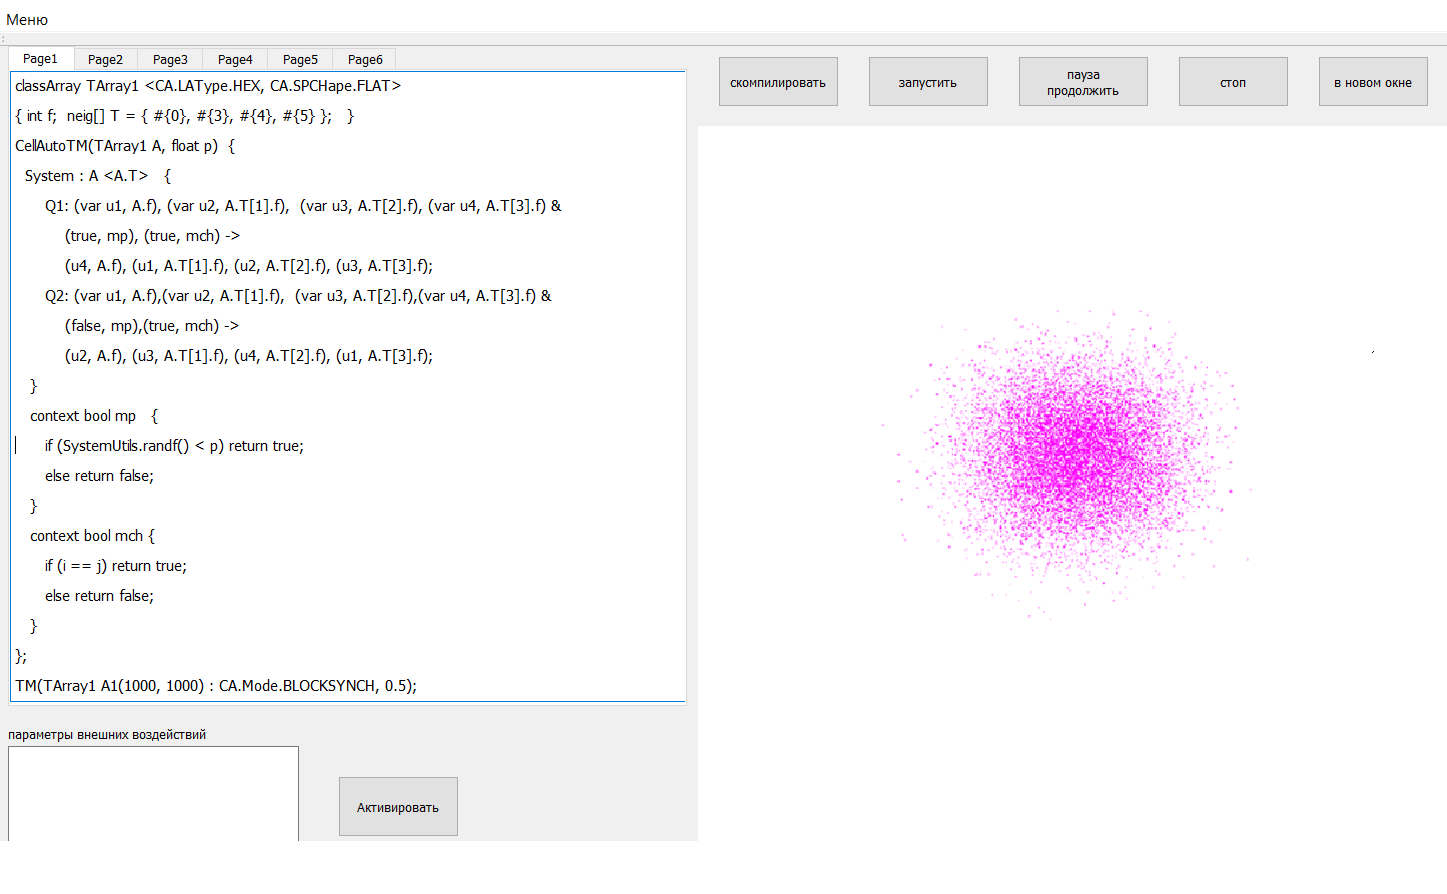 Меню
Page1 Page2 Page3 Page4 Page5 Page6
classArray TArray1 <CA.LAType.HEX, CA.SPCHape.FLAT>
{ int f;  neig[] T = { #{0}, #{3}, #{4}, #{5} };   }
CellAutoTM(TArray1 A, float p)  {
System : A <A.T>   {
Q1: (var u1, A.f), (var u2, A.T[1].f),  (var u3, A.T[2].f), (var u4, A.T[3].f) &
(true, mp), (true, mch) ->
(u4, A.f), (u1, A.T[1].f), (u2, A.T[2].f), (u3, A.T[3].f);
Q2: (var u1, A.f),(var u2, A.T[1].f),  (var u3, A.T[2].f),(var u4, A.T[3].f) &
(false, mp),(true, mch) ->
(u2, A.f), (u3, A.T[1].f), (u4, A.T[2].f), (u1, A.T[3].f);
}
context bool mp   {
if (SystemUtils.randf() < p) return true;
else return false;
}
context bool mch {
if (i == j) return true;
else return false;
}
};
TM(TArray1 A1(1000, 1000) : CA.Mode.BLOCKSYNCH, 0.5);
параметры внешних воздействий
Активировать
скомпилировать
запустить
пауза
продолжить
стоп
в новом окне